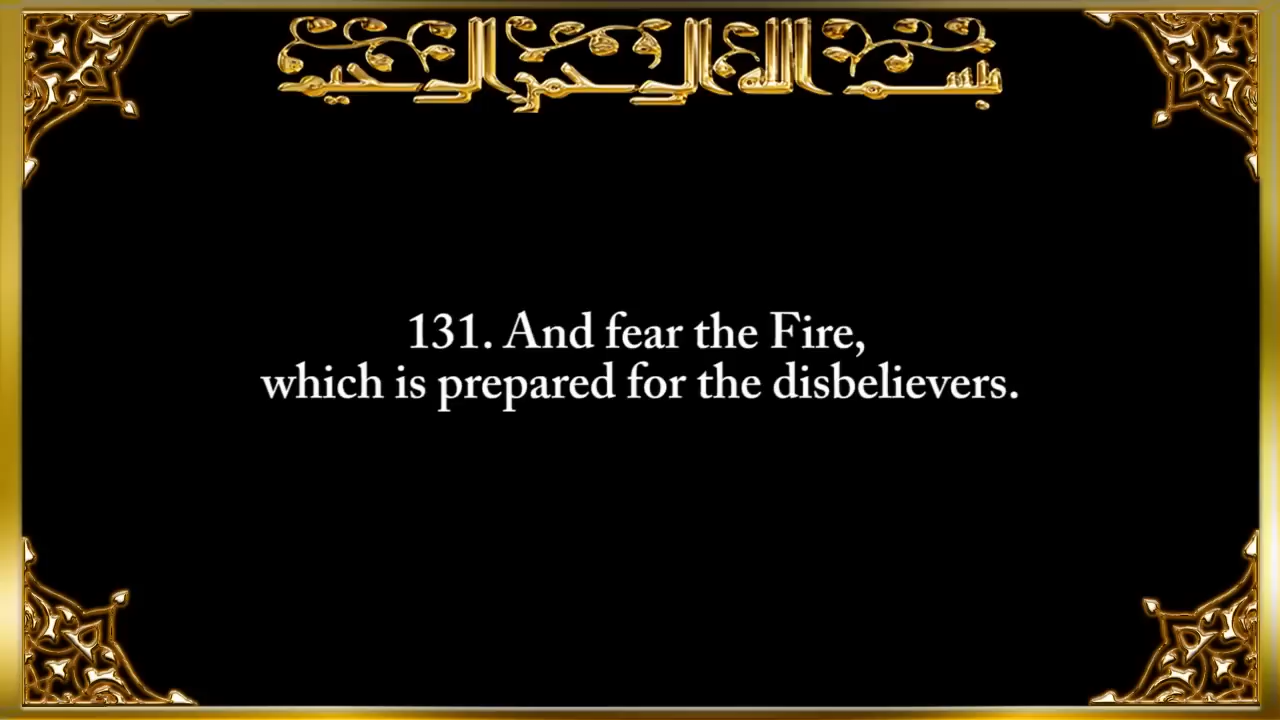 بسم الله الرحمن الرحيم
131. And fear the Fire,
which is prepared for the disbelievers.